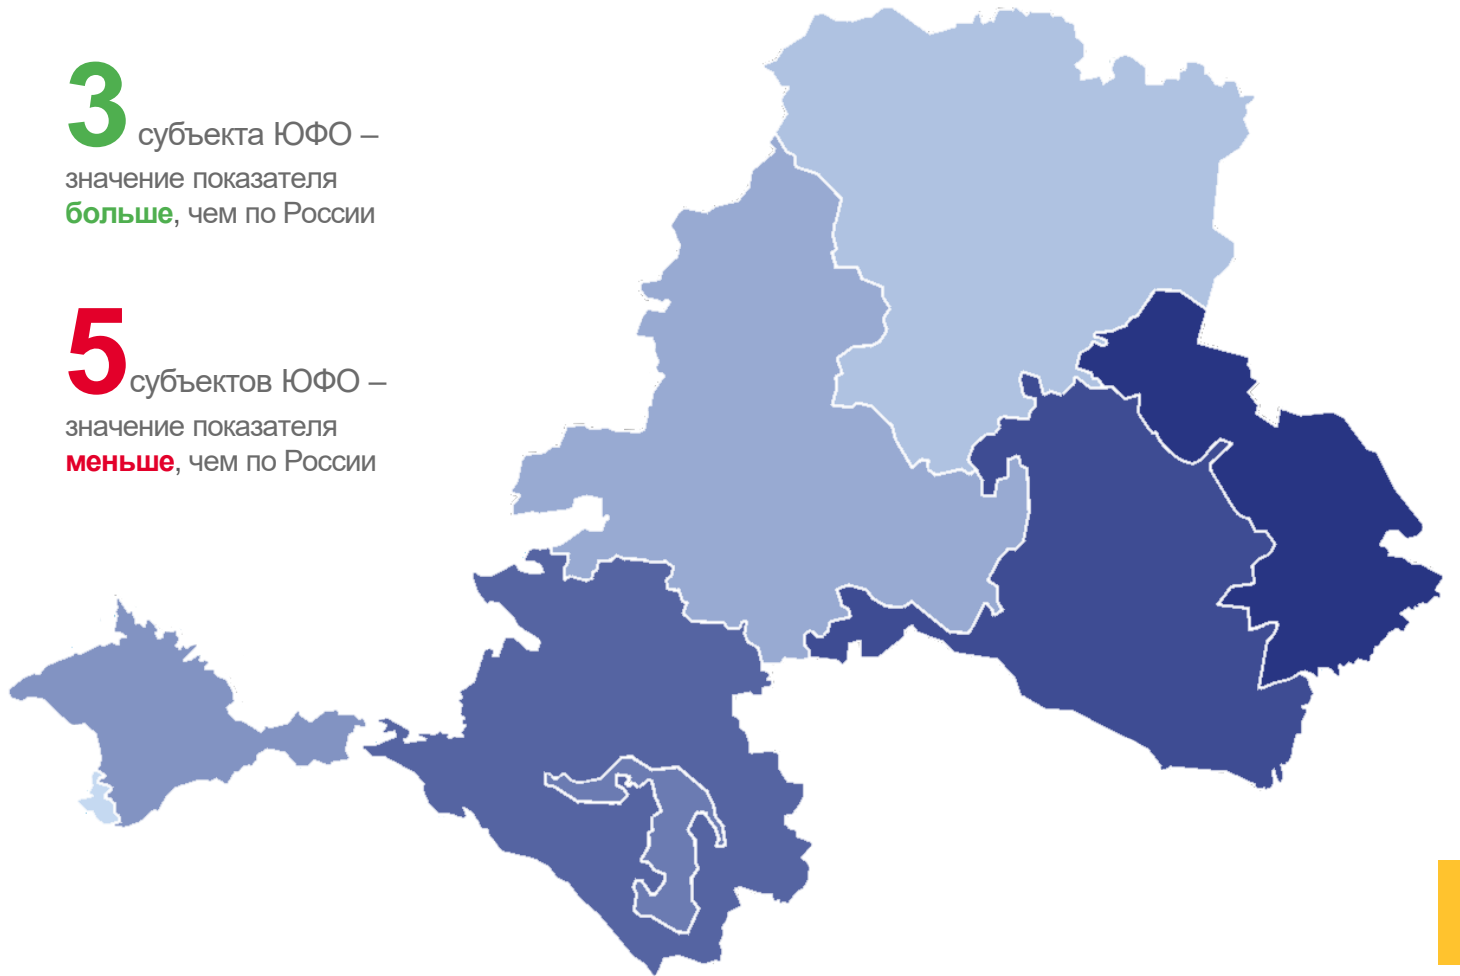 3 субъекта ЮФО –
значение показателя
больше, чем по России
5 субъектов ЮФО –
значение показателя
меньше, чем по России